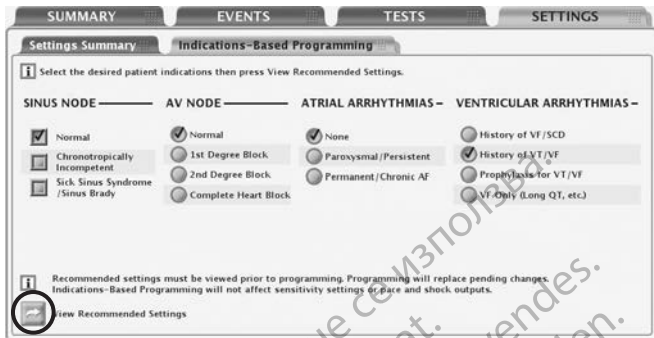 SUMMARY EVENTS TESTS SETTINGS
Settings Summary Indications-Based Programming
i Select the desired patient indications then press View Recommended Settings.
SINUS NODE AV NODE ATRIAL ARRHYTHMIAS VENTRICULAR ARRHYTHMIAS
Normal Normal None History of VF/SCD
Chronotropically Incompetent 1st Degree Block Paroxysmal/Persistent History of VT/VF
Sick Sinus Syndrome /Sinus Brady 2nd Degree Block Permanent/Chronic AF Prophylaxis for VT/VF
Complete Heart Block VF Only (Long QT, etc.)
i Recommended settings must be viewed prior to programming. Programming will replace pending changes.
Indications-Based Programming will not affect sensitivity settings or pace and shock outputs.
View Recommended Settings
се използва.